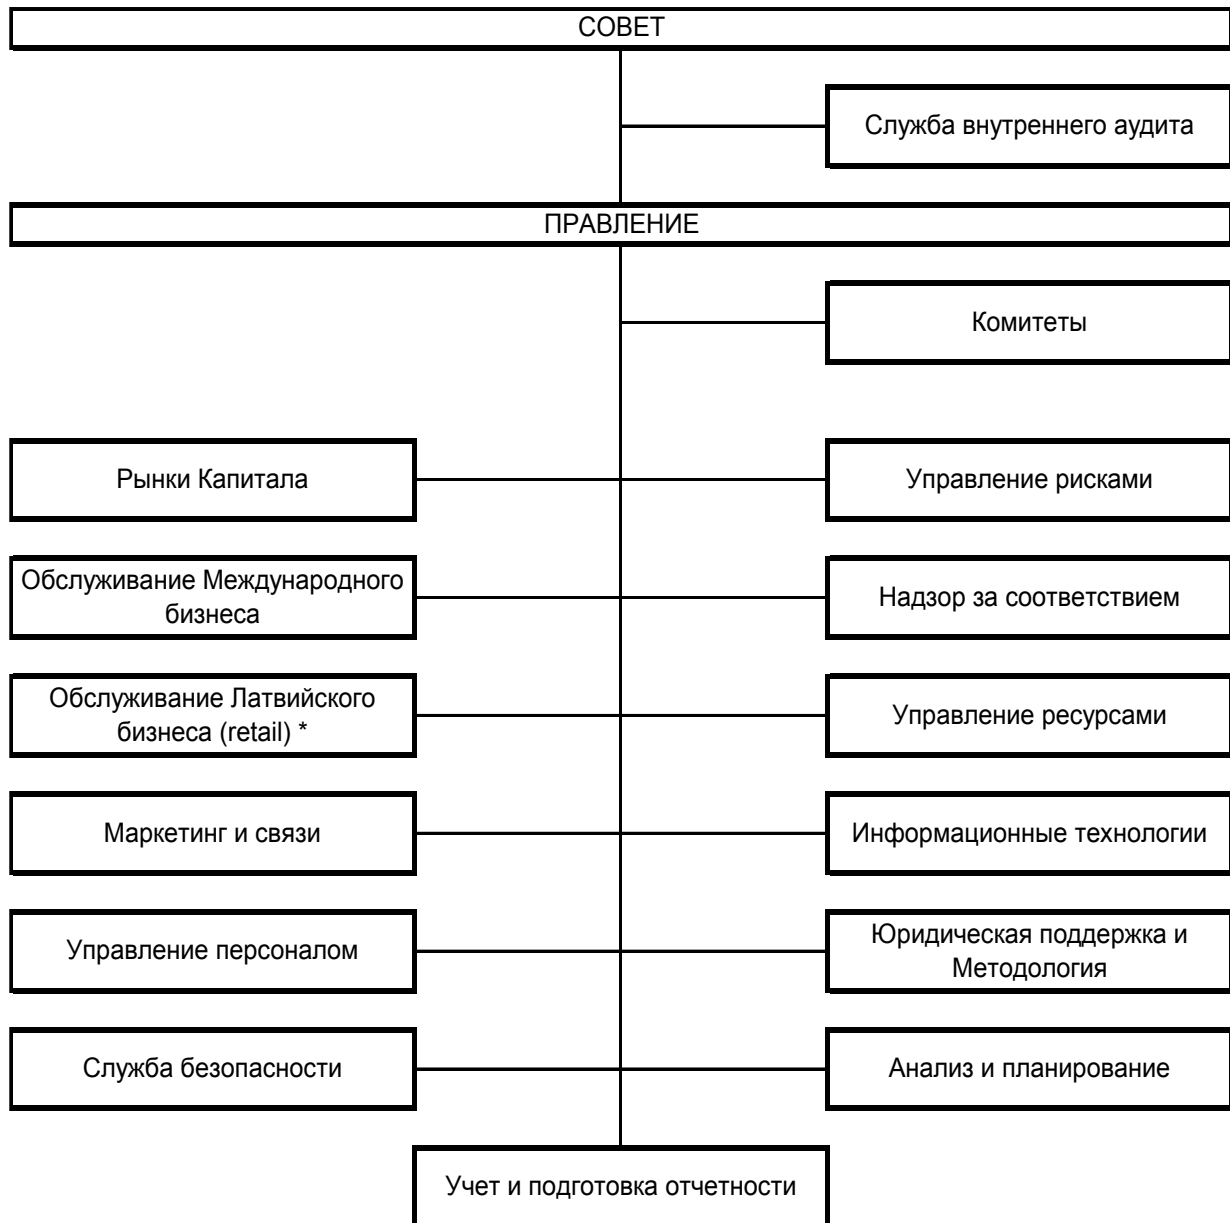 СОВЕТ
Служба внутреннего аудита
ПРАВЛЕНИЕ
Комитеты
Рынки Капитала
Управление рисками
Обслуживание Международного
бизнеса
Надзор за соответствием
Обслуживание Латвийского
бизнеса (retail) *
Управление ресурсами
Маркетинг и связи
Информационные технологии
Управление персоналом
Юридическая поддержка и
Методология
Служба безопасности
Анализ и планирование
Учет и подготовка отчетности